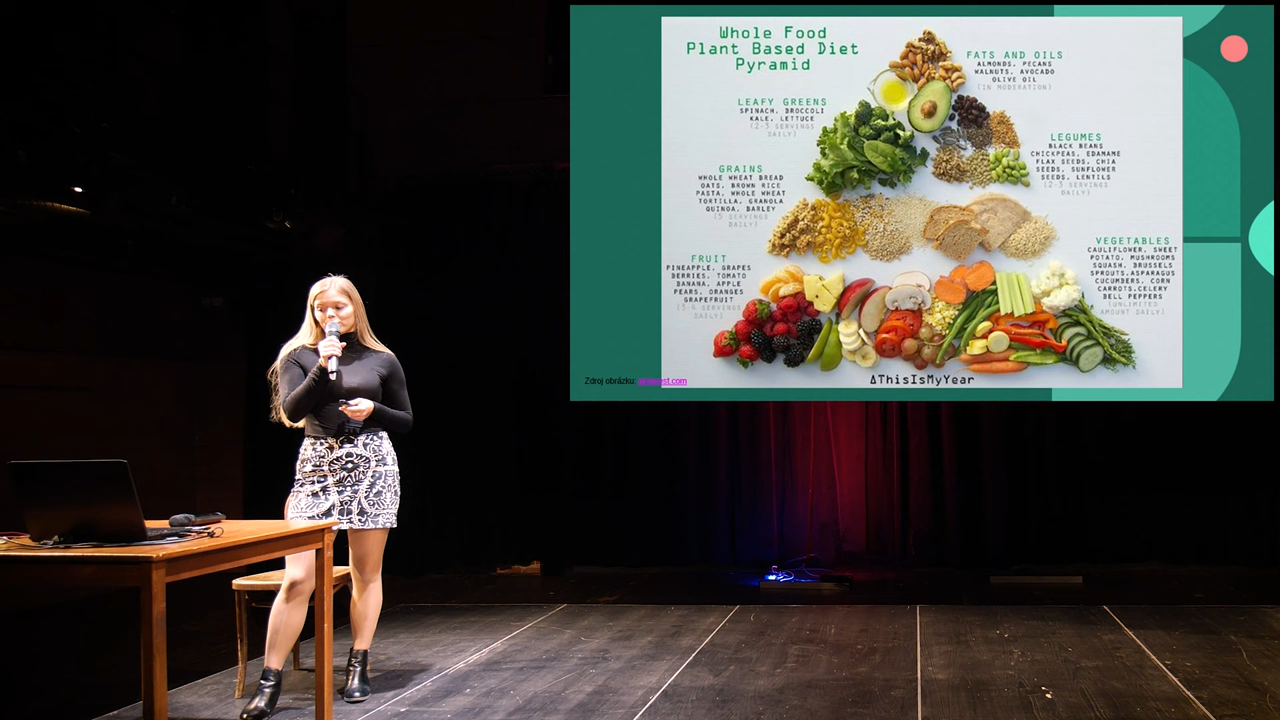 Whole Food
Plant Based Diet
Pyramid
FATS AND OILS
ALMONDS, PECANS
WALNUTS, AVOCADO
OLIVE OIL
(IN MODERATION)
LEAFY GREENS
SPINACH, BROCCOLI
KALE, LETTUCE
(2-3 SERVINGS
DAILY)
LEGUMES
BLACK BEANS
CHICKPEAS, EDAMAME
FLAX SEEDS, CHIA
SEEDS, SUNFLOWER
SEEDS, LENTILS
(2-3 SERVINGS
DAILY)
GRAINS
WHOLE WHEAT BREAD
OATS, BROWN RICE
PASTA, WHOLE WHEAT
TORTILLA, GRANOLA
QUINOA, BARLEY
(5 SERVINGS
DAILY)
VEGETABLES
CAULIFLOWER, SWEET
POTATO, MUSHROOMS
SQUASH, BRUSSELS
SPROUTS,ASPARAGUS
CUCUMBERS, CORN
CARROTS,CELERY
BELL PEPPERS
(UNLIMITED
AMOUNT DAILY)
FRUIT
PINEAPPLE, GRAPES
BERRIES, TOMATO
BANANA, APPLE
PEARS, ORANGES
GRAPEFRUIT
(3-4 SERVINGS
DAILY)
ΔThisIsMyYear
Zdroj obrázku: pinterest.com